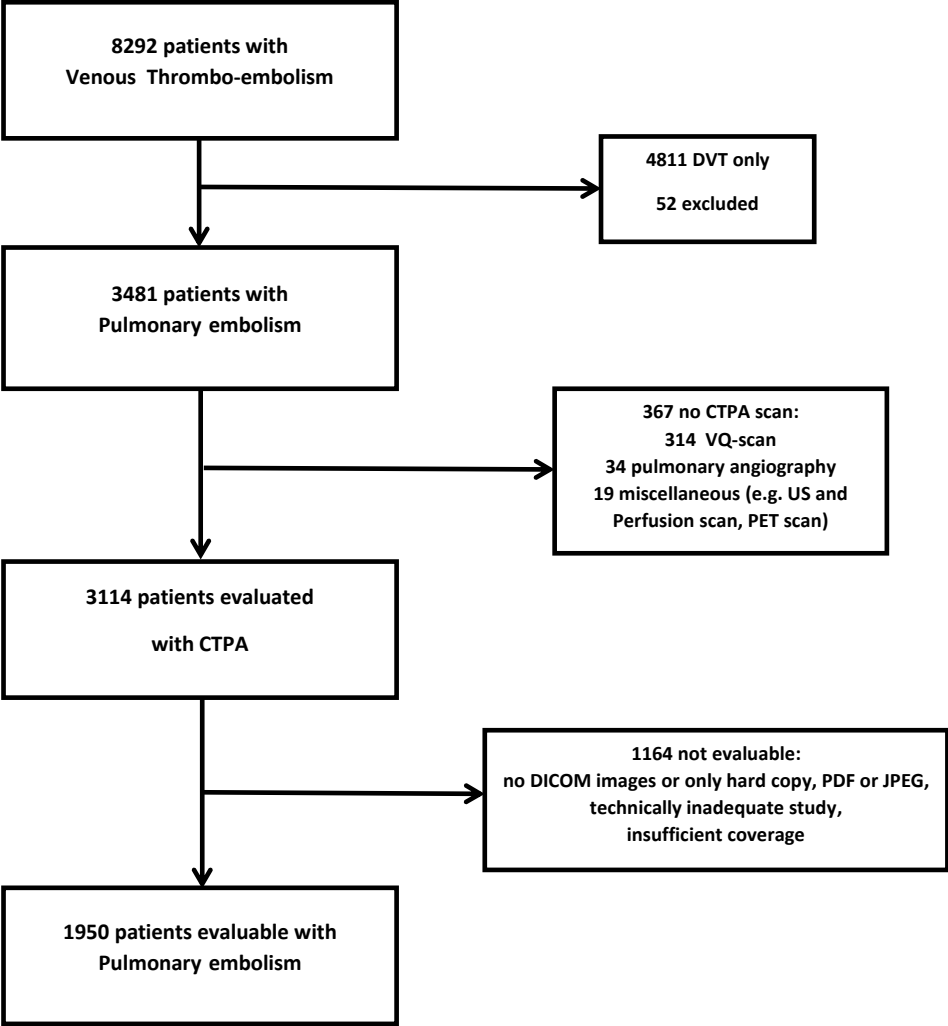 8292 patients with
Venous Thrombo-embolism
4811 DVT only
52 excluded
3481 patients with
Pulmonary embolism
367 no CTPA scan:
314 VQ-scan
34 pulmonary angiography
19 miscellaneous (e.g. US and
Perfusion scan, PET scan)
3114 patients evaluated
with CTPA
1164 not evaluable:
no DICOM images or only hard copy, PDF or JPEG,
technically inadequate study,
insufficient coverage
1950 patients evaluable with
Pulmonary embolism